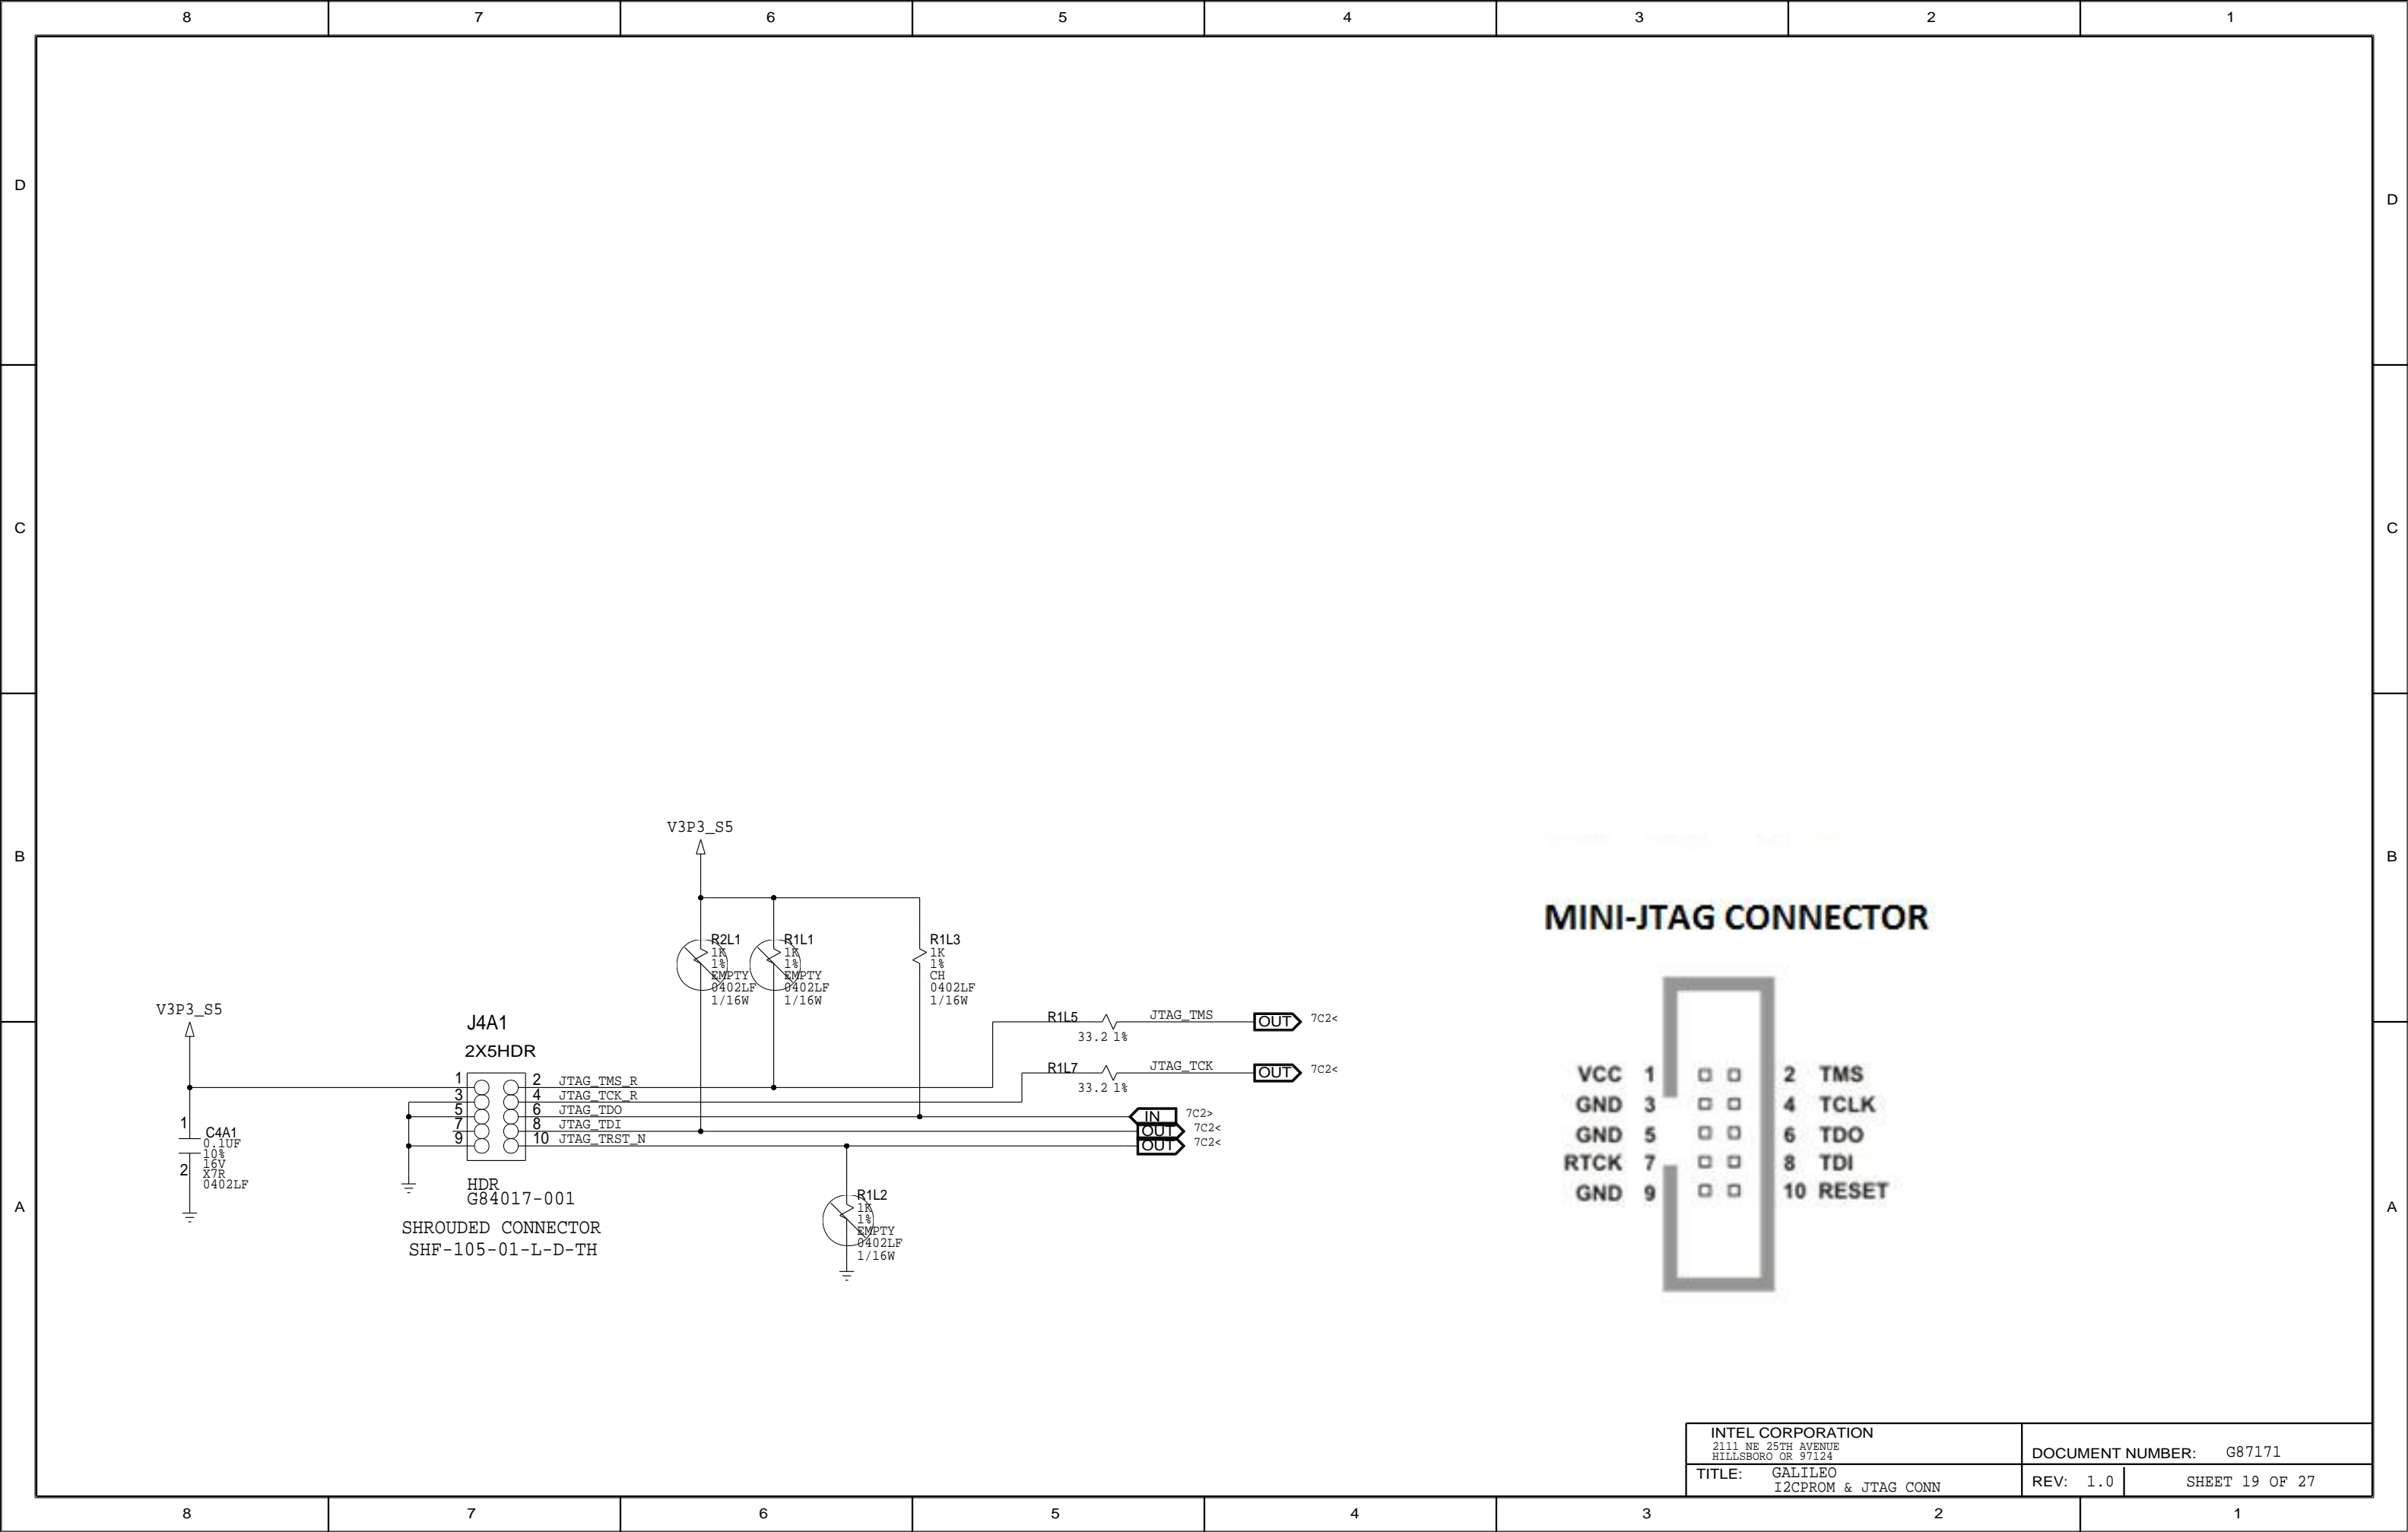 8 7 6 5 4 3 2 1
D D
C C
B B
A A
V3P3_S5
R2L1
1K
1%
EMPTY
0402LF
1/16W
R1L1
1K
1%
EMPTY
0402LF
1/16W
R1L3
1K
1%
CH
0402LF
1/16W
V3P3_S5
1
C4A1
0.1UF
10%
16V
X7R
0402LF
2
J4A1
2X5HDR
1 2 JTAG_TMS_R
3 4 JTAG_TCK_R
5 6 JTAG_TDO
7 8 JTAG_TDI
9 10 JTAG_TRST_N
HDR
G84017-001
SHROUDED CONNECTOR
SHF-105-01-L-D-TH
R1L5 JTAG_TMS OUT 7C2<
33.2 1%
R1L7 JTAG_TCK OUT 7C2<
33.2 1%
IN 7C2>
OUT 7C2<
OUT 7C2<
R1L2
1K
1%
EMPTY
0402LF
1/16W
MINI-JTAG CONNECTOR
VCC 1 2 TMS
GND 3 4 TCLK
GND 5 6 TDO
RTCK 7 8 TDI
GND 9 10 RESET
INTEL CORPORATION
2111 NE 25TH AVENUE
HILLSBORO OR 97124
DOCUMENT NUMBER: G87171
TITLE: GALILEO
I2CPROM & JTAG CONN
REV: 1.0 SHEET 19 OF 27
8 7 6 5 4 3 2 1